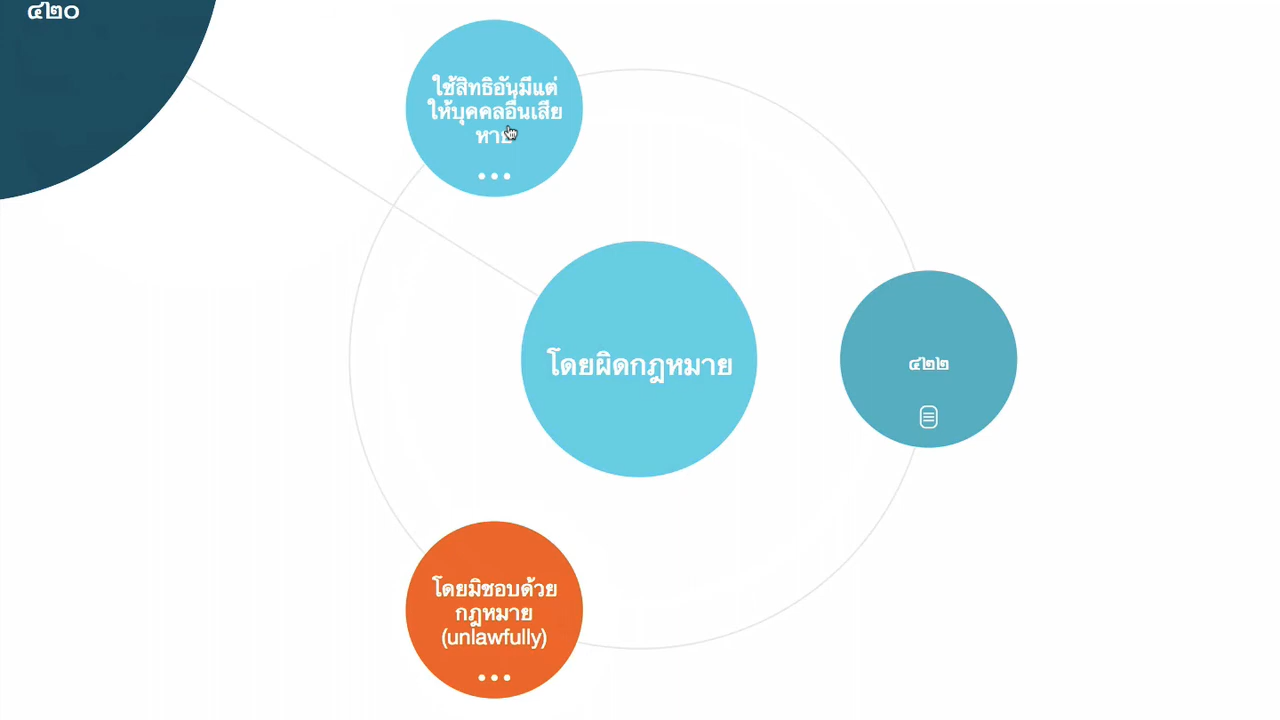 ๔๒๐
ใช้สิทธิอันมีแต่
ให้บุคคลอื่นเสีย
หาย
โดยผิดกฎหมาย
๔๒๒
โดยมิชอบด้วย
กฎหมาย
(unlawfully)